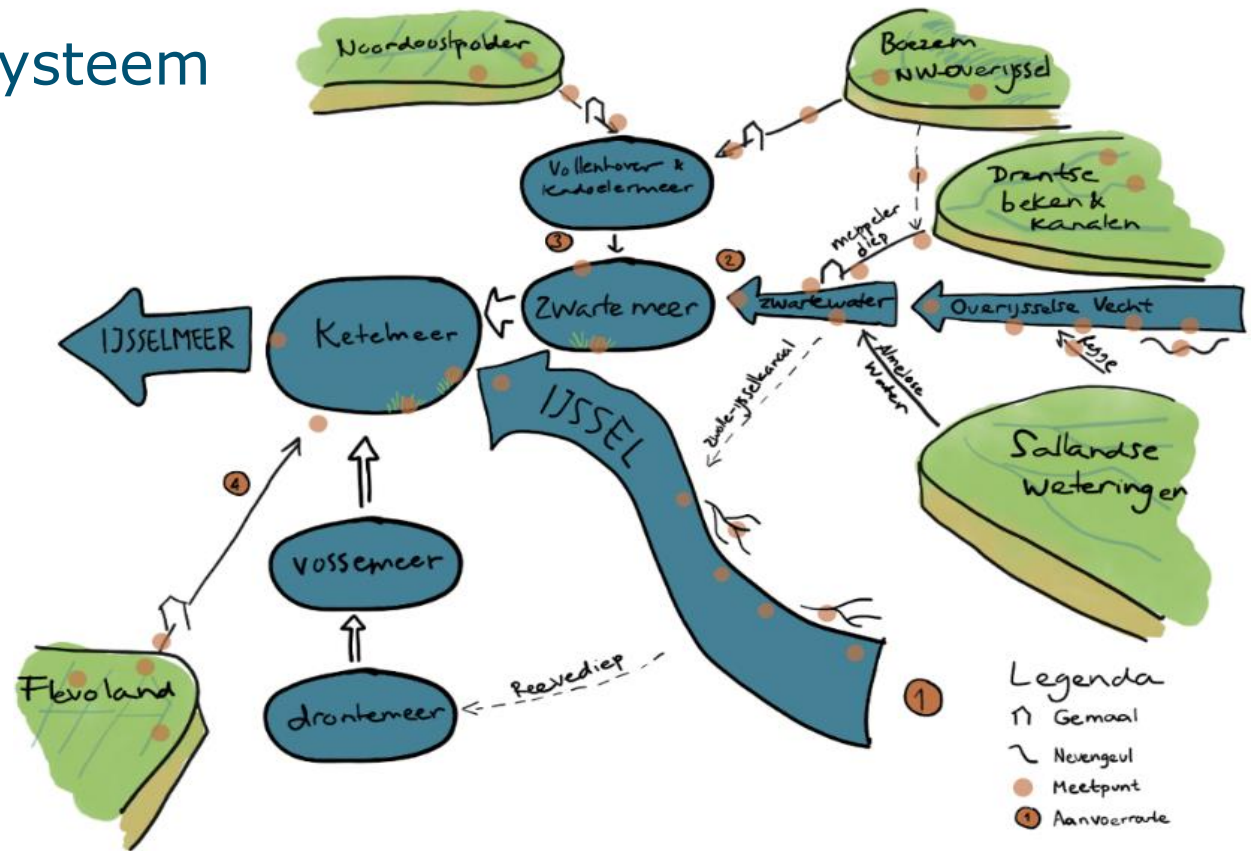 ysteem
Noordoostpolder
Boezem
NW-Overijssel
Vollenhover &
Kadoelermeer
Drentse
beken &
kanalen
meppeler
diep
3
2
Zwarte meer
zwartewater
Overijsselse Vecht
Regge
IJSSELMEER
Ketelmeer
IJSSEL
Zwolle-ijsselkanaal
Almelose
Water
Sallandse
Weteringen
4
vossemeer
Flevoland
drontemeer
Reevediep
1
Legenda
Gemaal
Nevengeul
Meetpunt
1 Aanvoerroute